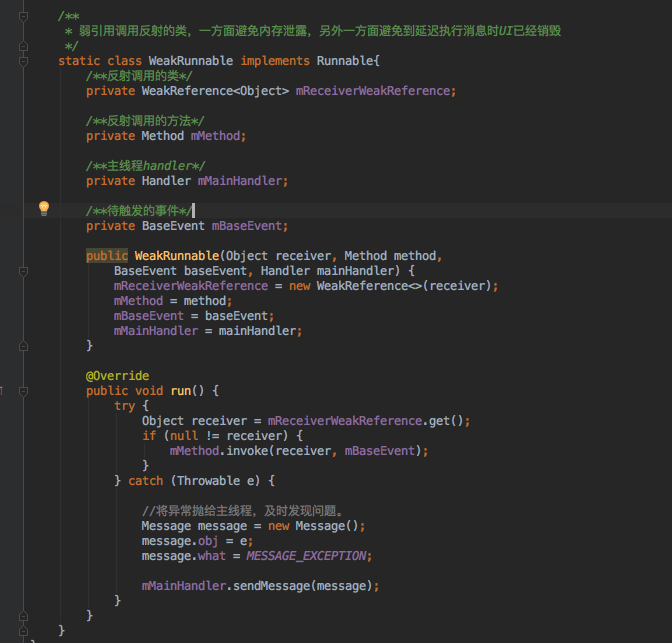 /**
 * 弱引用调用反射的类，一方面避免内存泄露，另外一方面避免到延迟执行消息时UI已经销毁
 */
static class WeakRunnable implements Runnable{
    /**反射调用的类*/
    private WeakReference<Object> mReceiverWeakReference;

    /**反射调用的方法*/
    private Method mMethod;

    /**主线程handler*/
    private Handler mMainHandler;

    /**待触发的事件*/
    private BaseEvent mBaseEvent;

    public WeakRunnable(Object receiver, Method method,
        BaseEvent baseEvent, Handler mainHandler) {
        mReceiverWeakReference = new WeakReference<>(receiver);
        mMethod = method;
        mBaseEvent = baseEvent;
        mMainHandler = mainHandler;
    }

    @Override
    public void run() {
        try {
            Object receiver = mReceiverWeakReference.get();
            if (null != receiver) {
                mMethod.invoke(receiver, mBaseEvent);
            }
        } catch (Throwable e) {

            //将异常抛给主线程，及时发现问题。
            Message message = new Message();
            message.obj = e;
            message.what = MESSAGE_EXCEPTION;

            mMainHandler.sendMessage(message);
        }
    }
}